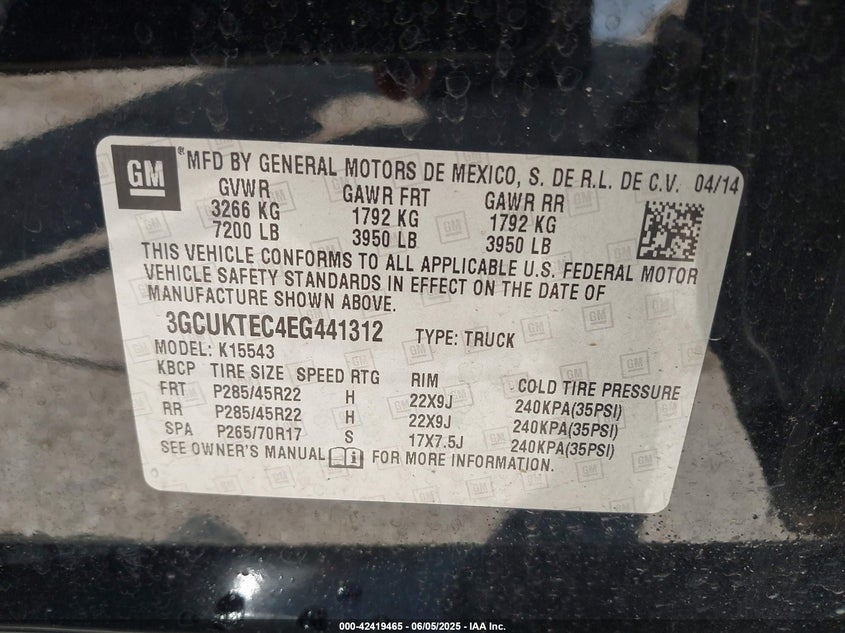 GM ® MFD BY GENERAL MOTORS DE MEXICO, S. DE R.L. DE C.V. 04/14
GVWR GAWR FRT GAWR RR
3266 KG 1792 KG 1792 KG
7200 LB 3950 LB 3950 LB
THIS VEHICLE CONFORMS TO ALL APPLICABLE U.S. FEDERAL MOTOR
VEHICLE SAFETY STANDARDS IN EFFECT ON THE DATE OF
MANUFACTURE SHOWN ABOVE.
3GCUKTEC4EG441312 TYPE: TRUCK
MODEL: K15543
KBCP TIRE SIZE SPEED RTG RIM COLD TIRE PRESSURE
FRT P285/45R22 H 22X9J 240KPA(35PSI)
RR P285/45R22 H 22X9J 240KPA(35PSI)
SPA P265/70R17 S 17X7.5J 240KPA(35PSI)
SEE OWNER'S MANUAL FOR MORE INFORMATION.
000-42419465 - 06/05/2025 - IAA Inc.